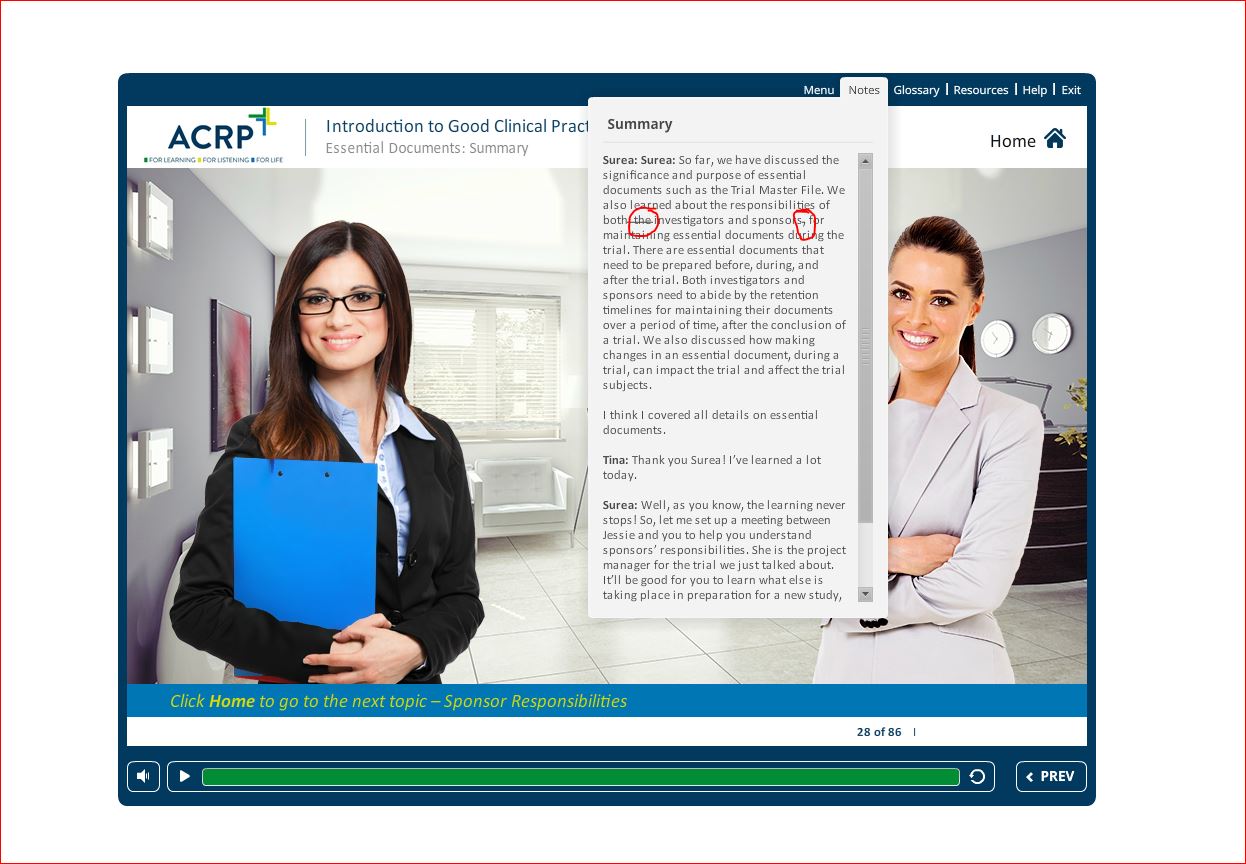 Menu Notes Glossary Resources Help Exit
ACRP
FOR LEARNING FOR LISTENING FOR LIFE
Introduction to Good Clinical Pract
Essential Documents: Summary
Home
Summary
Surea: Surea: So far, we have discussed the
significance and purpose of essential
documents such as the Trial Master File. We
also learned about the responsibilities of
both the investigators and sponsors, for
maintaining essential documents during the
trial. There are essential documents that
need to be prepared before, during, and
after the trial. Both investigators and
sponsors need to abide by the retention
timelines for maintaining their documents
over a period of time, after the conclusion of
a trial. We also discussed how making
changes in an essential document, during a
trial, can impact the trial and affect the trial
subjects.
I think I covered all details on essential
documents.
Tina: Thank you Surea! I’ve learned a lot
today.
Surea: Well, as you know, the learning never
stops! So, let me set up a meeting between
Jessie and you to help you understand
sponsors’ responsibilities. She is the project
manager for the trial we just talked about.
It’ll be good for you to learn what else is
taking place in preparation for a new study,
Click Home to go to the next topic – Sponsor Responsibilities
28 of 86 |
PREV